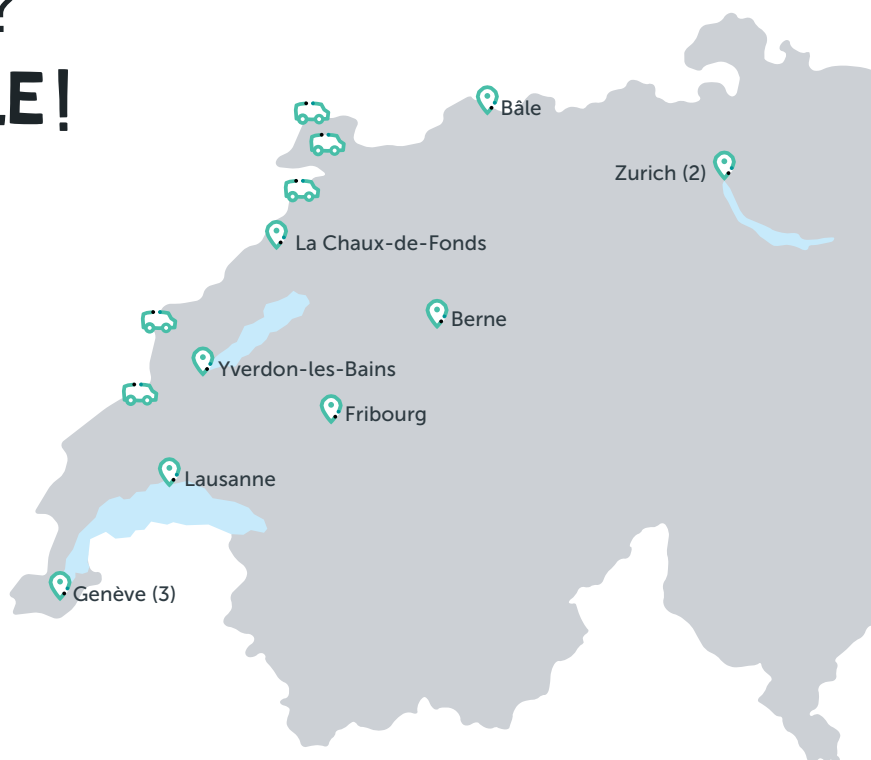 ?
LE!
Bâle
Zurich (2)
La Chaux-de-Fonds
Berne
Yverdon-les-Bains
Fribourg
Lausanne
Genève (3)